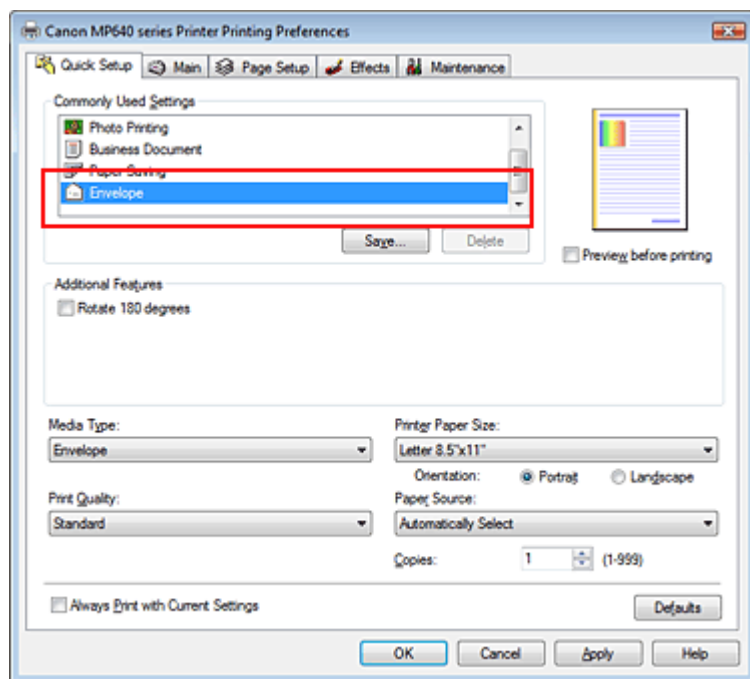 Canon MP640 series Printer Printing Preferences
Quick Setup Main Page Setup Effects Maintenance
Commonly Used Settings
Photo Printing
Business Document
Paper Saving
Envelope
Save... Delete
Preview before printing
Additional Features
Rotate 180 degrees
Media Type: Printer Paper Size:
Envelope Letter 8.5"x11"
Orientation: Portrait Landscape
Print Quality: Paper Source:
Standard Automatically Select
Copies: 1 (1-999)
Always Print with Current Settings Defaults
OK Cancel Apply Help